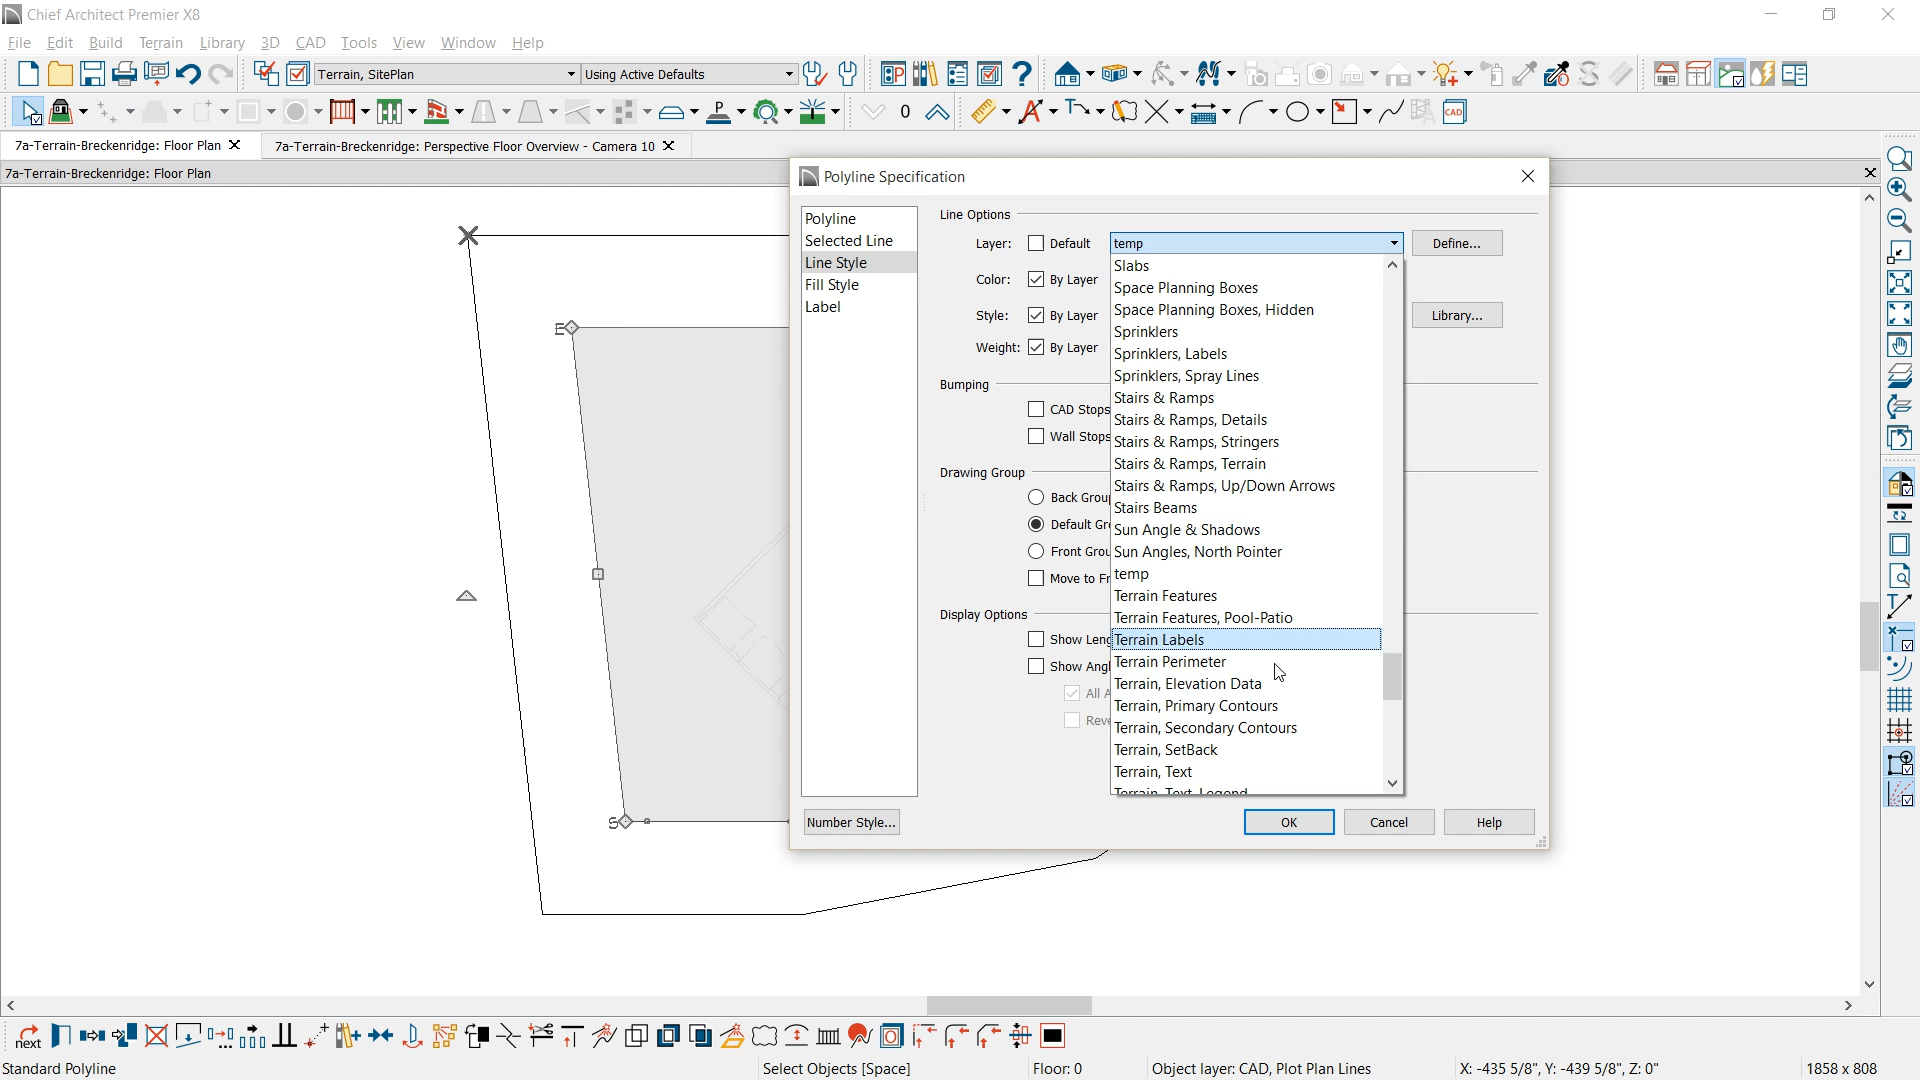 Chief Architect Premier X8
File Edit Build Terrain Library 3D CAD Tools View Window Help
Terrain, SitePlan
Using Active Defaults
0
CAD
7a-Terrain-Breckenridge: Floor Plan
7a-Terrain-Breckenridge: Perspective Floor Overview - Camera 10
7a-Terrain-Breckenridge: Floor Plan
E
S
Polyline Specification
Polyline
Selected Line
Line Style
Fill Style
Label
Line Options
Layer: Default temp Define...
Color: By Layer
Style: By Layer Library...
Weight: By Layer
Bumping
CAD Stops
Wall Stops
Drawing Group
Back Grou
Default Gr
Front Grou
Move to Fr
Display Options
Show Leng
Show Angl
All A
Reve
Slabs
Space Planning Boxes
Space Planning Boxes, Hidden
Sprinklers
Sprinklers, Labels
Sprinklers, Spray Lines
Stairs & Ramps
Stairs & Ramps, Details
Stairs & Ramps, Stringers
Stairs & Ramps, Terrain
Stairs & Ramps, Up/Down Arrows
Stairs Beams
Sun Angle & Shadows
Sun Angles, North Pointer
temp
Terrain Features
Terrain Features, Pool-Patio
Terrain Labels
Terrain Perimeter
Terrain, Elevation Data
Terrain, Primary Contours
Terrain, Secondary Contours
Terrain, SetBack
Terrain, Text
Terrain, Text, Legend
Number Style... OK Cancel Help
next
Standard Polyline
Select Objects [Space]
Floor: 0
Object layer: CAD, Plot Plan Lines
X: -435 5/8", Y: -439 5/8", Z: 0"
1858 x 808